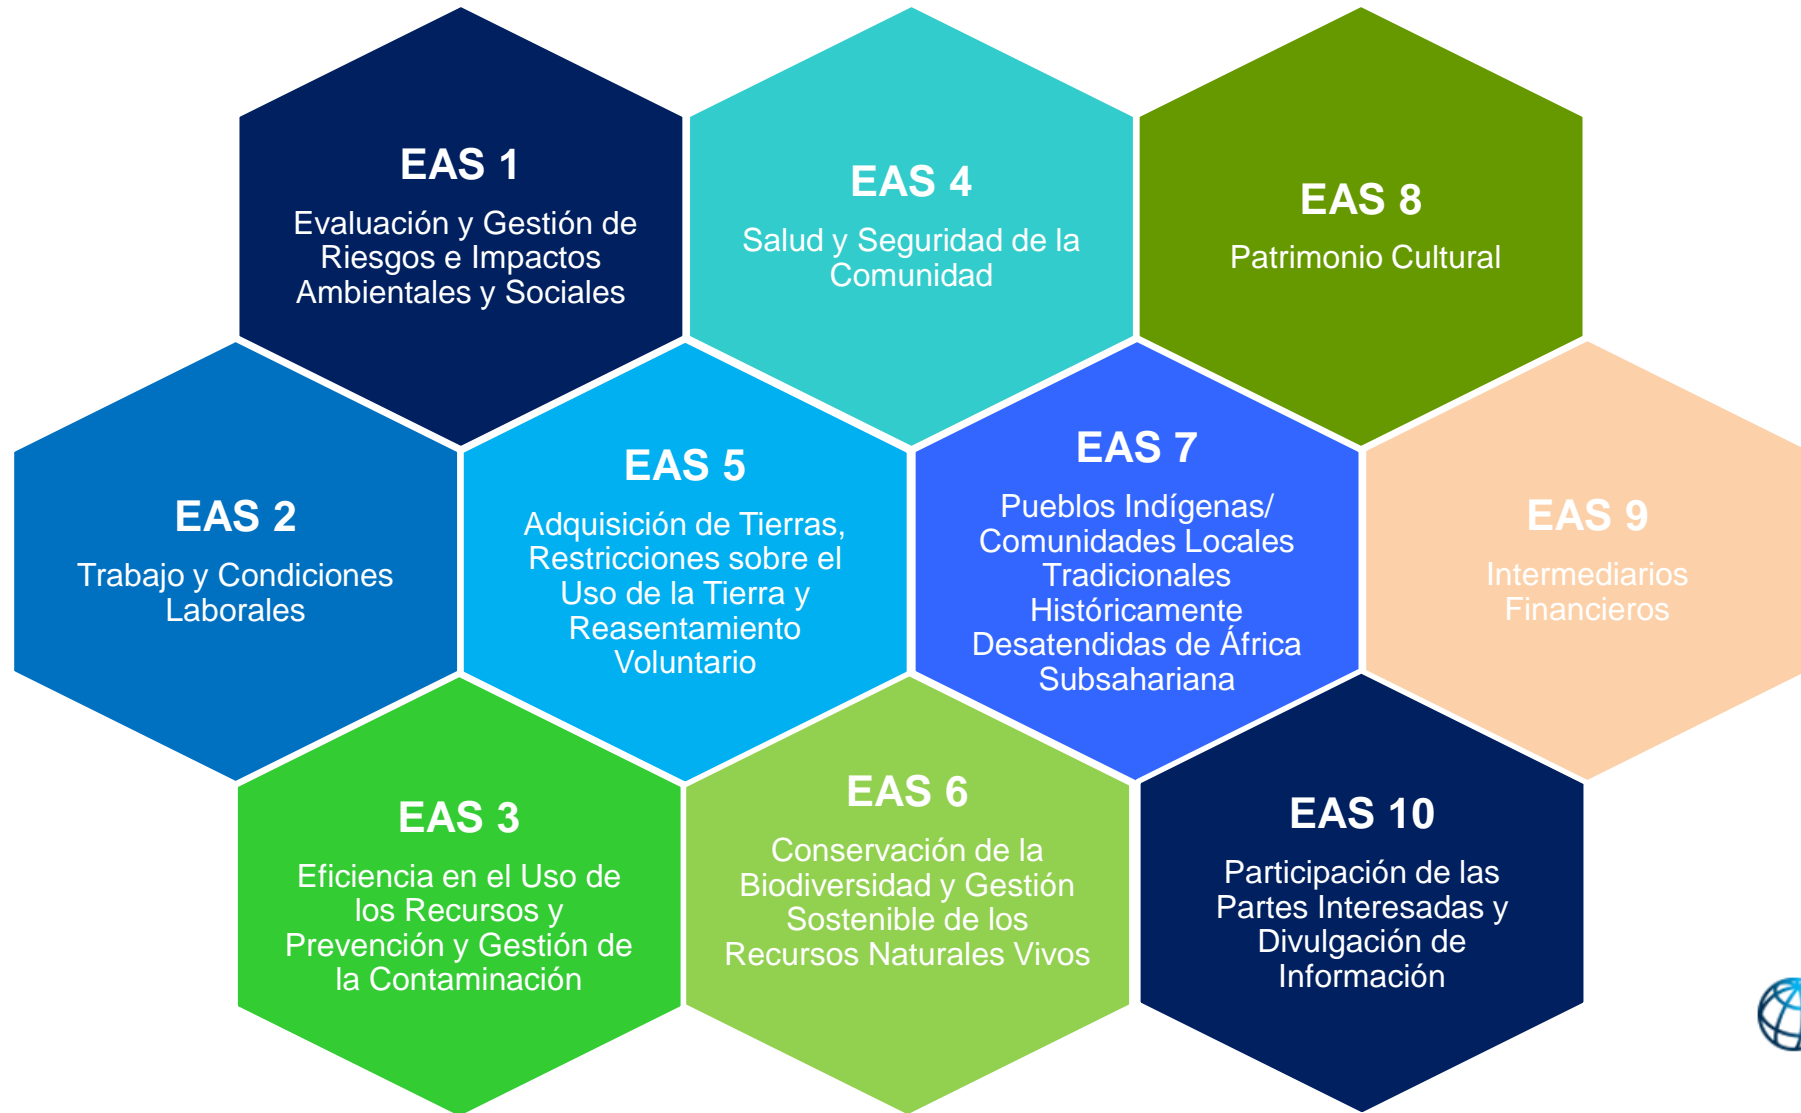 EAS 1
Evaluación y Gestión de
Riesgos e Impactos
Ambientales y Sociales
EAS 4
Salud y Seguridad de la
Comunidad
EAS 8
Patrimonio Cultural
EAS 2
Trabajo y Condiciones
Laborales
EAS 5
Adquisición de Tierras,
Restricciones sobre el
Uso de la Tierra y
Reasentamiento
Voluntario
EAS 7
Pueblos Indígenas/
Comunidades Locales
Tradicionales
Históricamente
Desatendidas de África
Subsahariana
EAS 9
Intermediarios
Financieros
EAS 3
Eficiencia en el Uso de
los Recursos y
Prevención y Gestión de
la Contaminación
EAS 6
Conservación de la
Biodiversidad y Gestión
Sostenible de los
Recursos Naturales Vivos
EAS 10
Participación de las
Partes Interesadas y
Divulgación de
Información